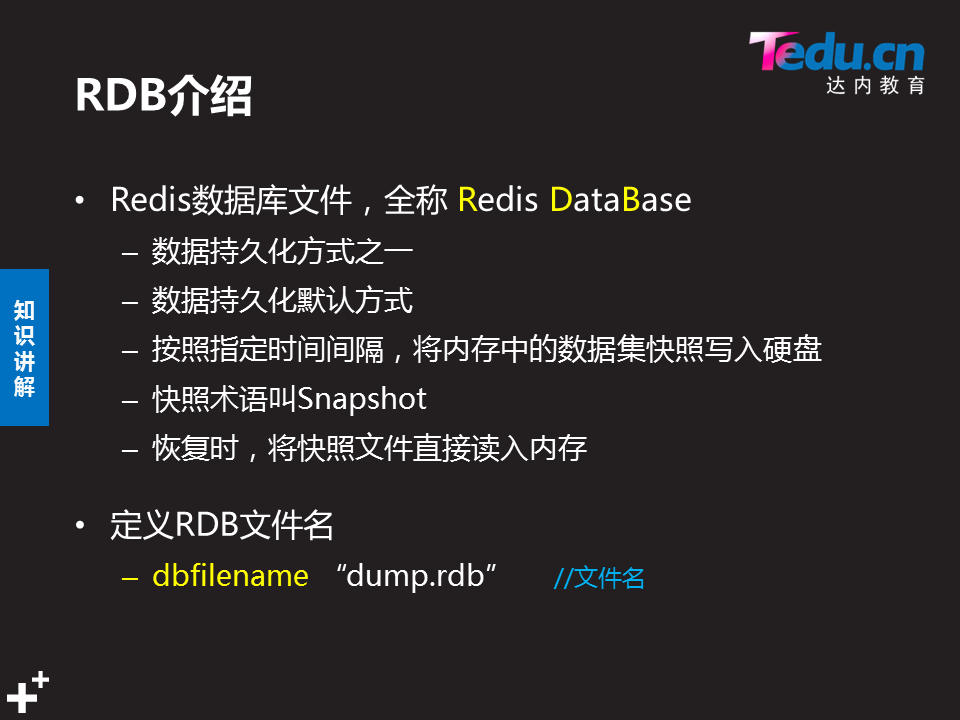 Tedu.cn
达内教育
RDB介绍
• Redis数据库文件，全称 Redis DataBase
– 数据持久化方式之一
– 数据持久化默认方式
– 按照指定时间间隔，将内存中的数据集快照写入硬盘
– 快照术语叫Snapshot
– 恢复时，将快照文件直接读入内存
知识讲解
• 定义RDB文件名
– dbfilename “dump.rdb” //文件名